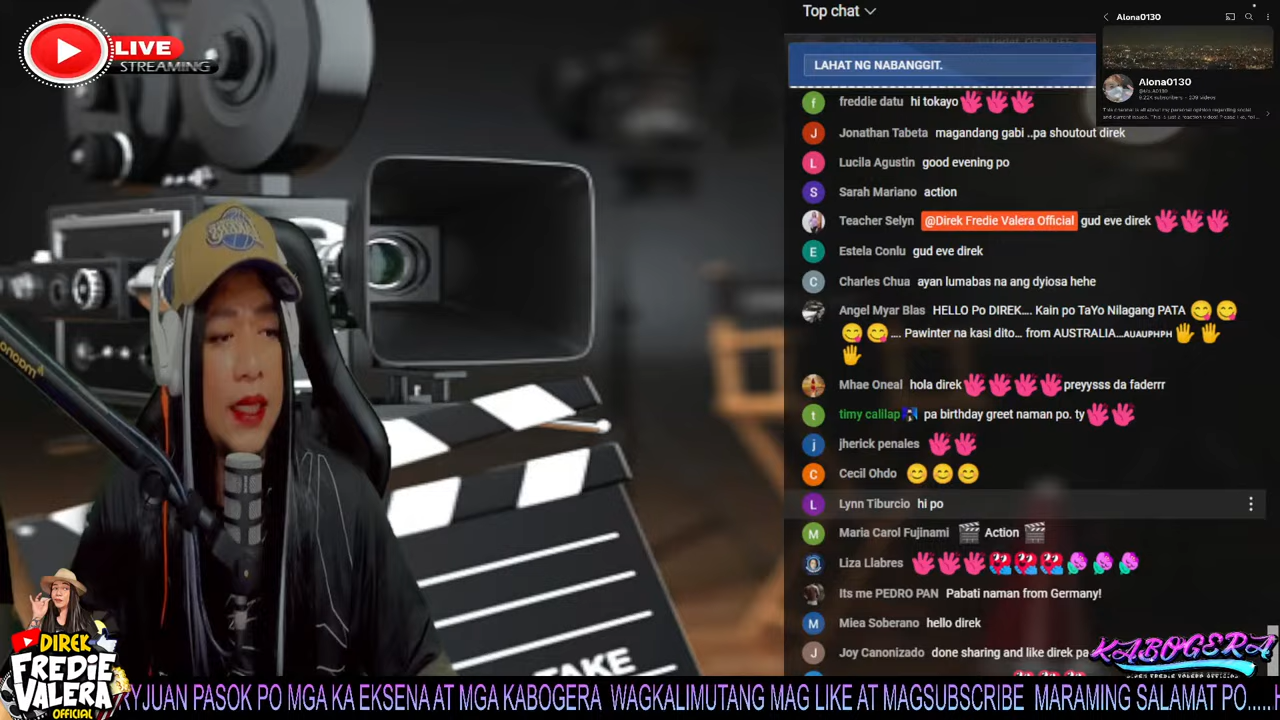 LIVE
STREAMING
Top chat
LAHAT NG NABANGGIT.
Alona0130
Alona0130
freddie datu hi tokayo
Jonathan Tabeta magandang gabi ..pa shoutout direk
Lucila Agustin good evening po
Sarah Mariano action
Teacher Selyn @Direk Fredie Valera Official gud eve direk
Estela Conlu gud eve direk
Charles Chua ayan lumabas na ang dyiosa hehe
Angel Myr Blas HELLO Po DIREK.... Kain po TaYo Nilagang PATA
.... Pawinter na kasi dito... from AUSTRALIA...AUAUPHPH
Mhae Oneal hola direk preyysss da faderrr
timy calilap pa birthday greet naman po. ty
jherick penales
Cecil Ohdo
Lynn Tiburcio hi po
Maria Carol Fujinami Action
Liza Llabres
Its me PEDRO PAN Pabati naman from Germany!
Miea Soberano hello direk
Joy Canonizado done sharing and like direk pa
KABOGERA
TAKE
DIREK
FREDIE
VALERA
OFFICIAL
RYJUAN PASOK PO MGA KA EKSENA AT MGA KABOGERA WAGKALIMUTANG MAG LIKE AT MAGSUBSCRIBE MARAMING SALAMAT PO.....H